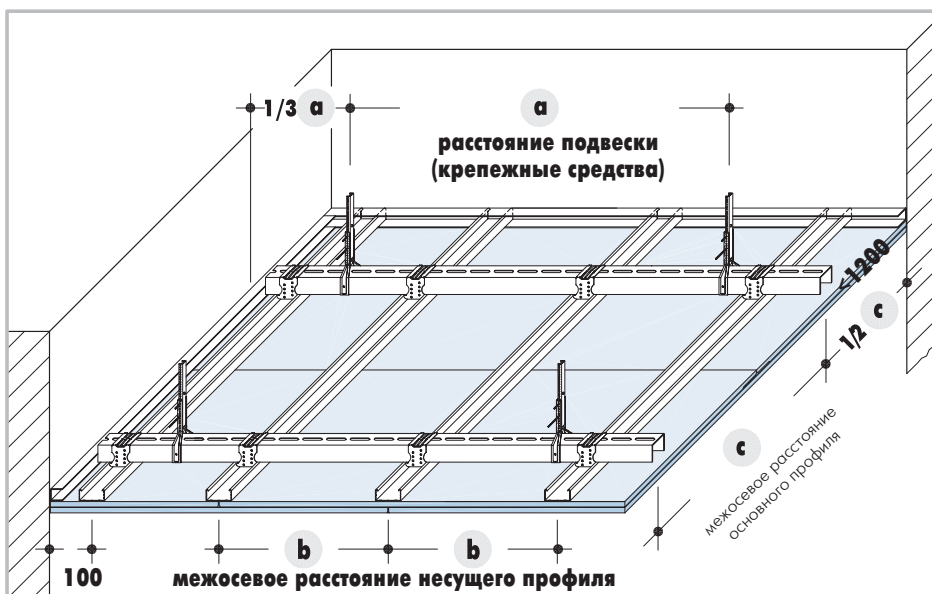 1/3 a
a
расстояние подвески
(крепежные средства)
<1200
1/2 c
c
межосевое расстояние
основного профиля
b
b
100
межосевое расстояние несущего профиля